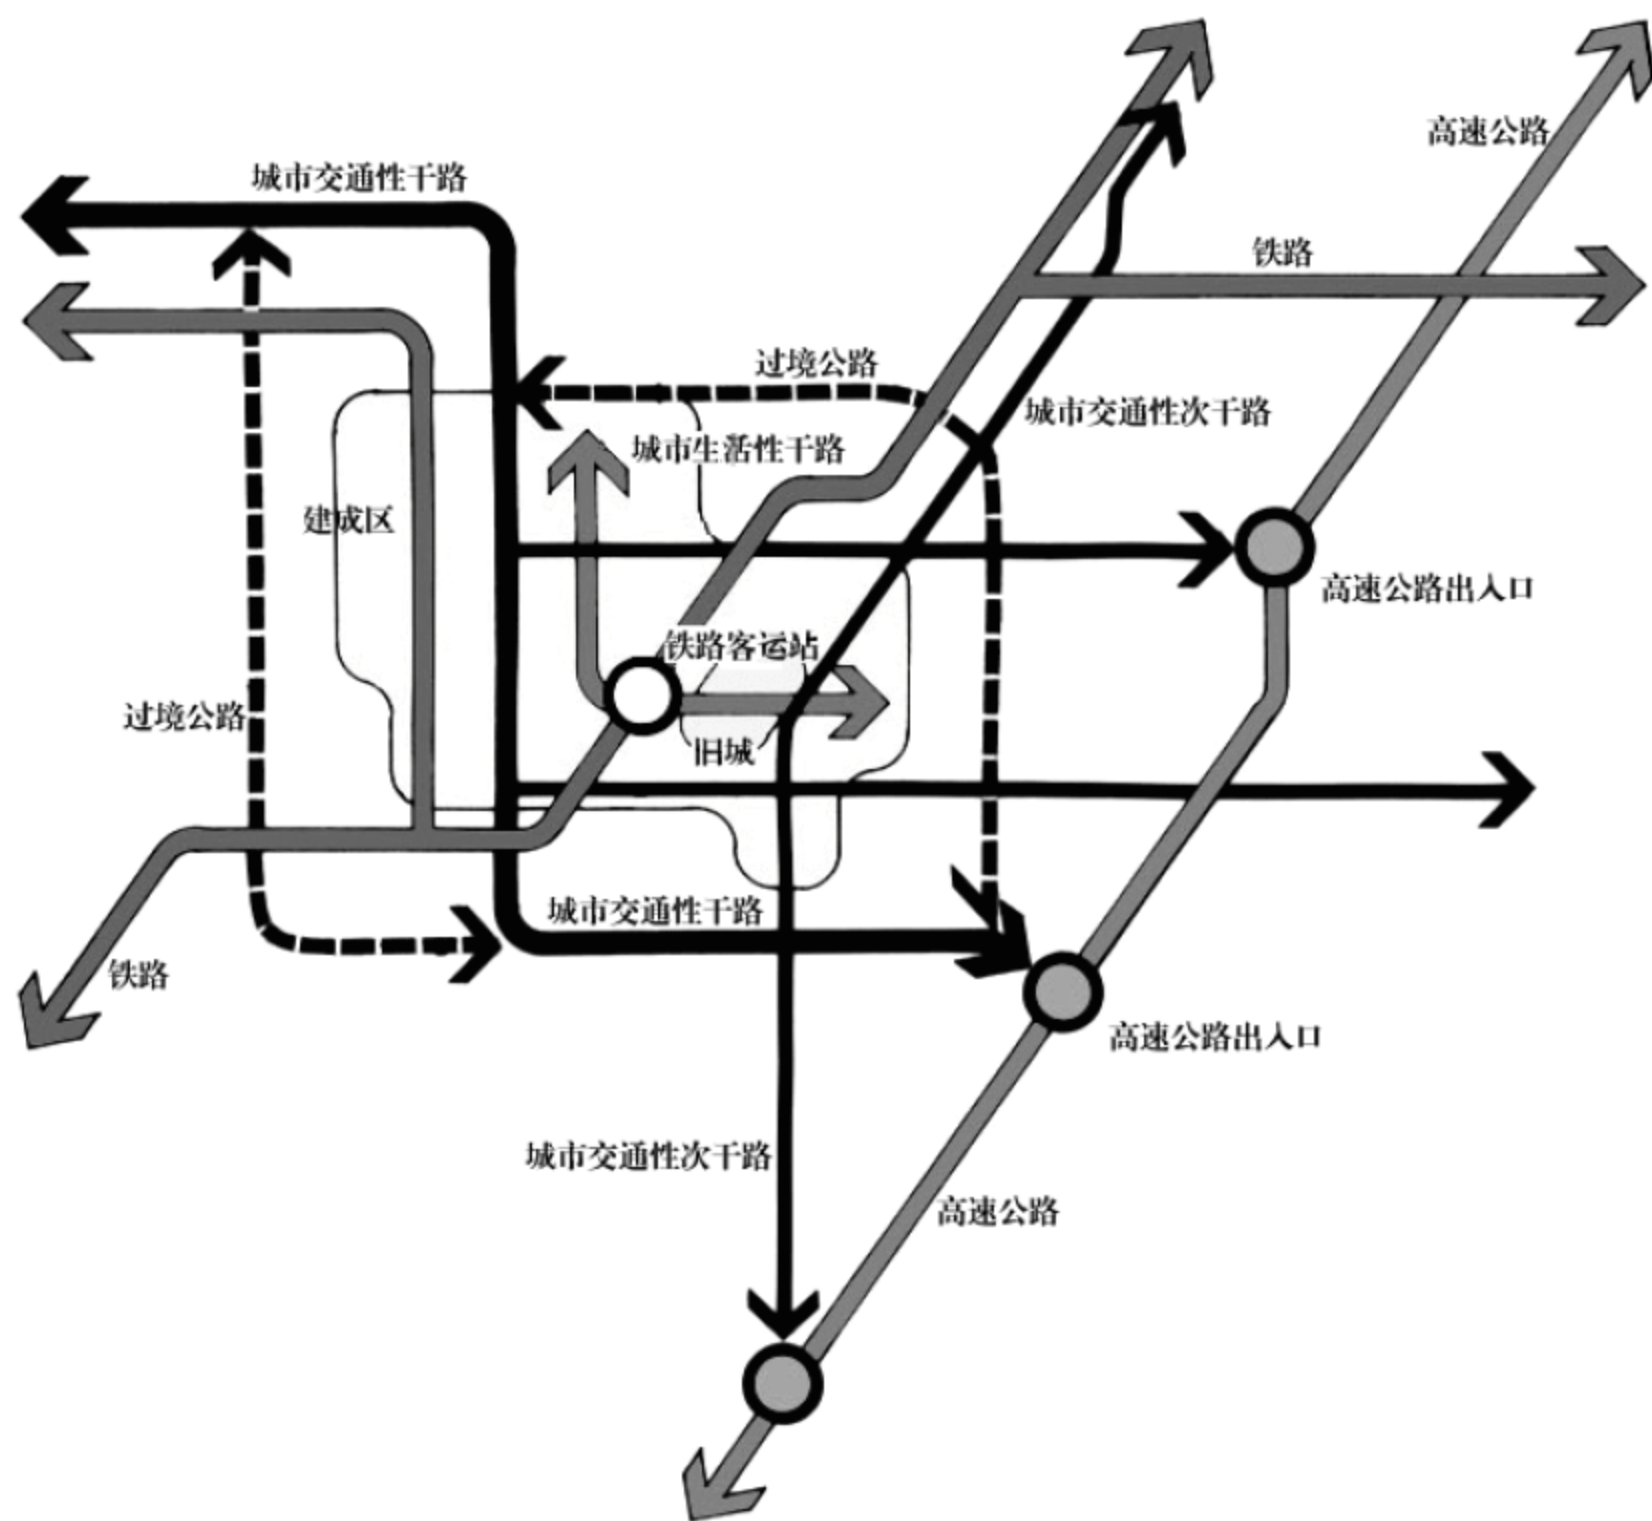 高速公路
城市交通性干路
铁路
过境公路
城市交通性次干路
城市生活性干路
建成区
高速公路出入口
铁路客运站
过境公路
旧城
城市交通性干路
铁路
高速公路出入口
城市交通性次干路
高速公路